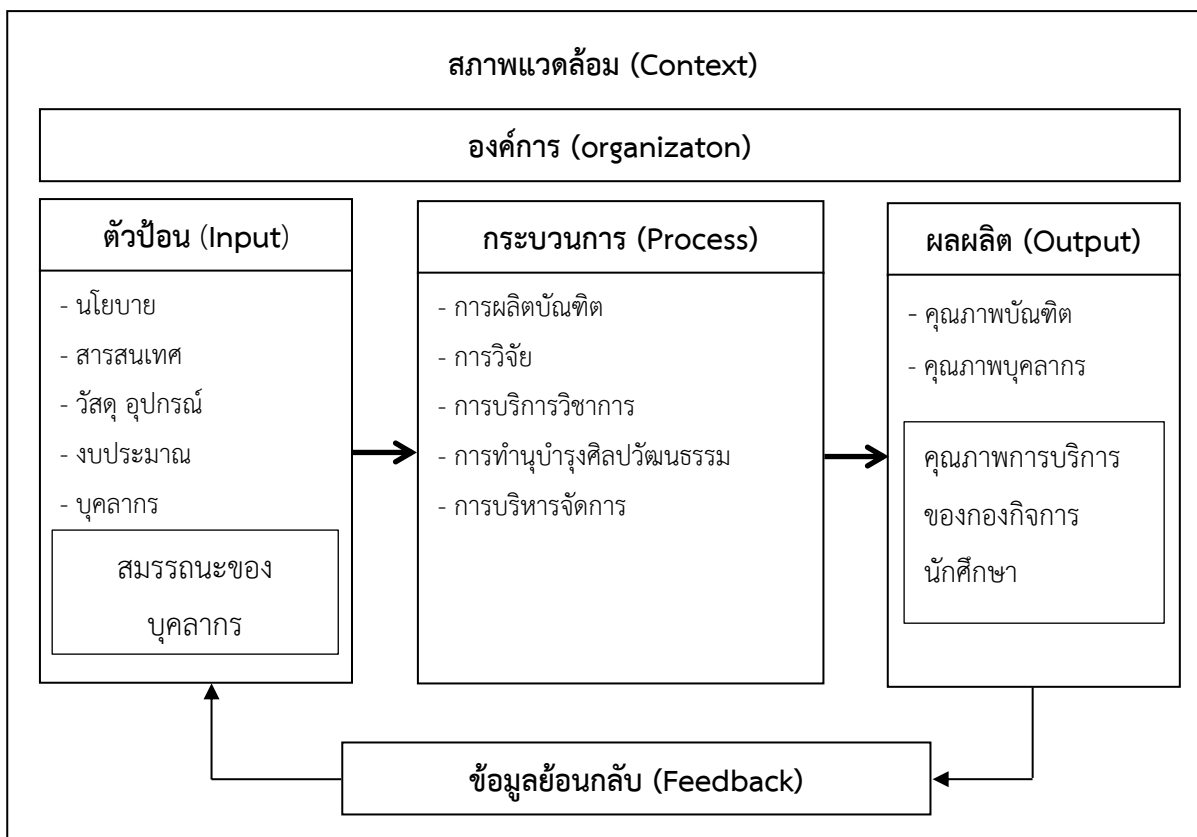 สภาพแวดล้อม (Context)
องค์การ (organizaton)
ตัวป้อน (Input)
- นโยบาย
- สารสนเทศ
- วัสดุ อุปกรณ์
- งบประมาณ
- บุคลากร
สมรรถนะของ
บุคลากร
กระบวนการ (Process)
- การผลิตบัณฑิต
- การวิจัย
- การบริการวิชาการ
- การทำนุบำรุงศิลปวัฒนธรรม
- การบริหารจัดการ
ผลผลิต (Output)
- คุณภาพบัณฑิต
- คุณภาพบุคลากร
คุณภาพการบริการ
ของกองกิจการ
นักศึกษา
ข้อมูลย้อนกลับ (Feedback)